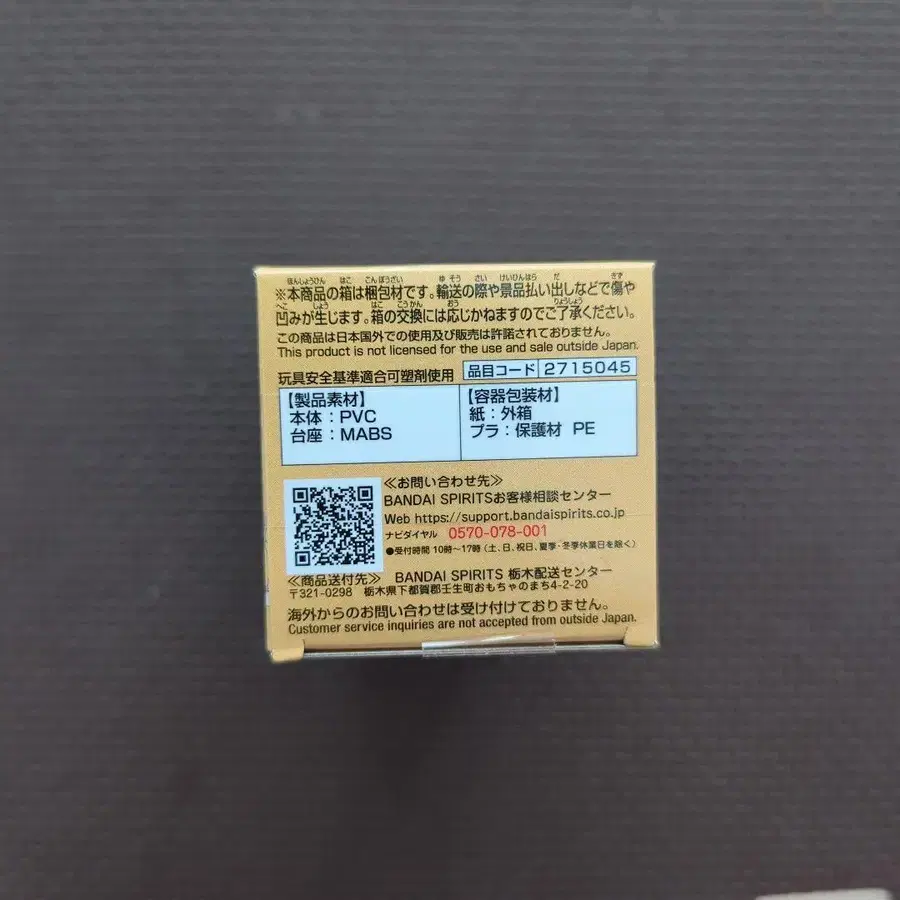 ※本商品の箱は梱包材です。輸送の際や景品払い出しなどで傷や
凹みが生じます。箱の交換には応じかねますのでご了承ください。
この商品は日本国外での使用及び販売は許諾されておりません。
This product is not licensed for the use and sale outside Japan.
玩具安全基準適合可塑剤使用 品目コード 2715045
【製品素材】
本体：PVC
台座：MABS
【容器包装材】
紙：外箱
プラ：保護材 PE
≪お問い合わせ先≫
BANDAI SPIRITSお客様相談センター
Web https://support.bandaispirits.co.jp
ナビダイヤル 0570-078-001
●受付時間 10時～17時（土、日、祝日、夏季・冬季休業日を除く）
≪商品送付先≫ BANDAI SPIRITS 栃木配送センター
〒321-0298 栃木県下都賀郡壬生町おもちゃのまち4-2-20
海外からのお問い合わせは受け付けておりません。
Customer service inquiries are not accepted from outside Japan.